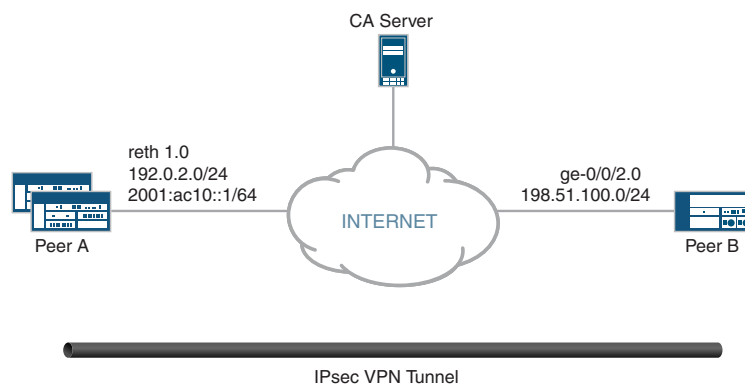 CA Server
reth 1.0
192.0.2.0/24
2001:ac10::1/64
ge-0/0/2.0
198.51.100.0/24
INTERNET
Peer A
Peer B
IPsec VPN Tunnel